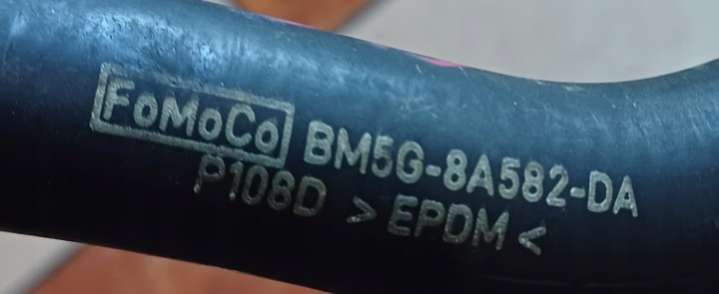 FoMoCo BM5G-8A582-DA
P108D >EPDM<